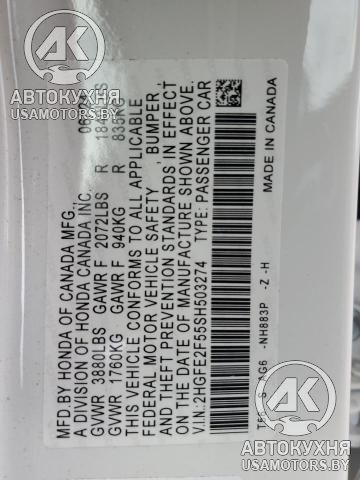 MFD.BY HONDA OF CANADA MFG.,
A DIVISION OF HONDA CANADA INC.
GVWR 3880LBS GAWR F 2072LBS R
GVWR 1760KG GAWR F 940KG R
THIS VEHICLE CONFORMS TO ALL APPLICABLE
FEDERAL MOTOR VEHICLE SAFETY , BUMPER,
AND THEFT PREVENTION STANDARDS IN EFFECT
ON THE DATE OF MANUFACTURE SHOWN ABOVE.
V.I.N.:2HGFE2F55SH503274 TYPE: PASSENGER CAR
-NH883P -Z -H
MADE IN CANADA
АВТОКУХНЯ
USAMOTORS.BY
АВТОКУХНЯ
USAMOTORS.BY